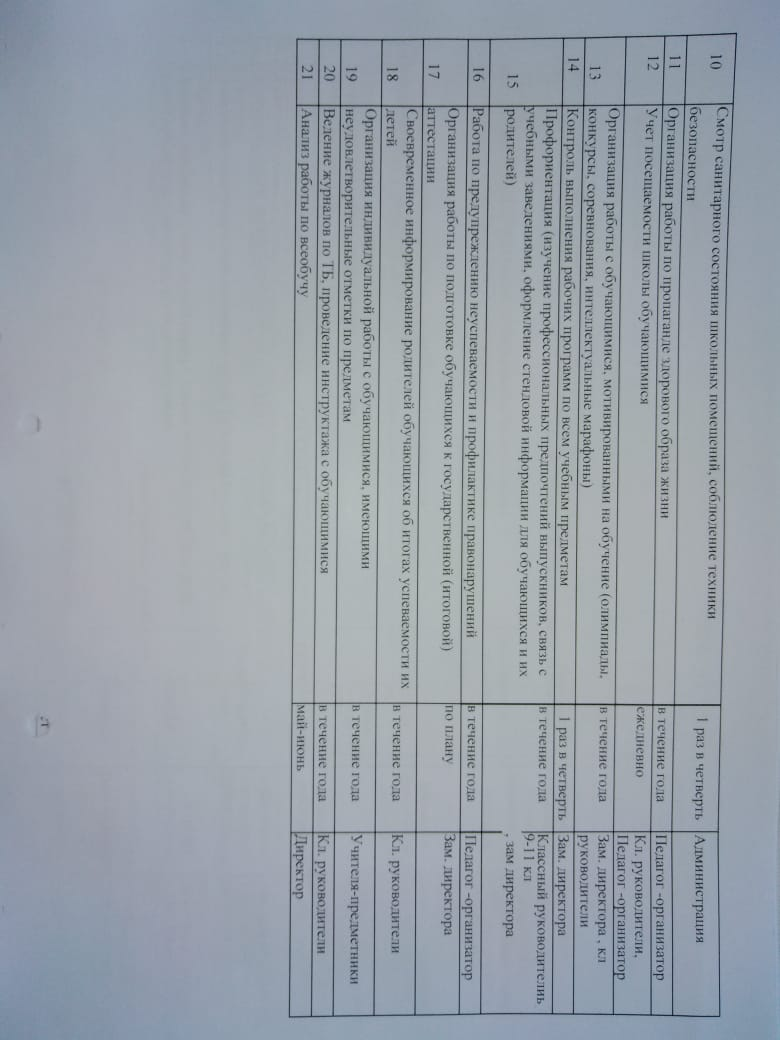 10 Смотр санитарного состояния школьных помещений, соблюдение техники 1 раз в четверть Администрация
безопасности
11 Организация работы по пропаганде здорового образа жизни в течение года Педагог -организатор
12 Учет посещаемости школы обучающимися ежедневно Кл. руководители,
Педагог -организатор
13 Организация работы с обучающимися, мотивированными на обучение (олимпиады, в течение года Зам. директора , кл
конкурсы, соревнования, интеллектуальные марафоны) руководители
14 Контроль выполнения рабочих программ по всем учебным предметам 1 раз в четверть Зам. директора
15 Профориентация (изучение профессиональных предпочтений выпускников, связь с в течение года Классный руководителиь
учебными заведениями, оформление стендовой информации для обучающихся и их 9-11 кл
родителей) , зам директора
16 Работа по предупреждению неуспеваемости и профилактике правонарушений в течение года Педагог -организатор
17 Организация работы по подготовке обучающихся к государственной (итоговой) по плану Зам. директора
аттестации
18 Своевременное информирование родителей обучающихся об итогах успеваемости их в течение года Кл. руководители
детей
19 Организация индивидуальной работы с обучающимися, имеющими в течение года Учителя-предметники
неудовлетворительные отметки по предметам
20 Ведение журналов по ТБ, проведение инструктажа с обучающимися в течение года Кл. руководители
21 Анализ работы по всеобучу май-июнь Директор